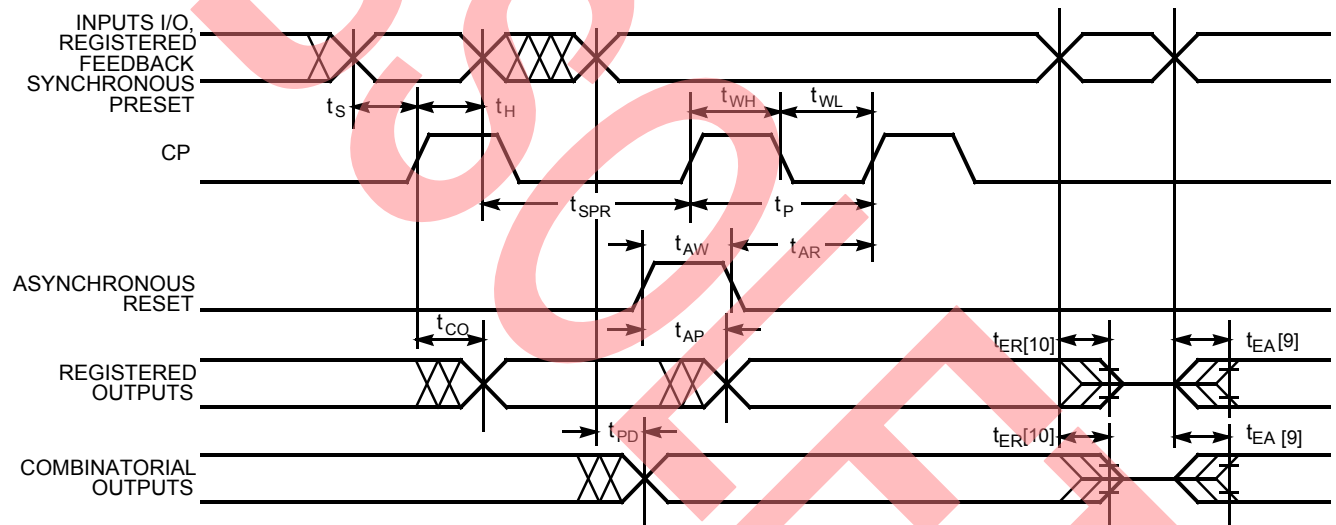 INPUTS I/O,
REGISTERED
FEEDBACK
SYNCHRONOUS
PRESET
tS
tH
tWH
tWL
CP
tSPR
tP
tAW
tAR
ASYNCHRONOUS
RESET
tCO
tAP
tER[10]
tEA[9]
REGISTERED
OUTPUTS
tPD
tER[10]
tEA [9]
COMBINATORIAL
OUTPUTS